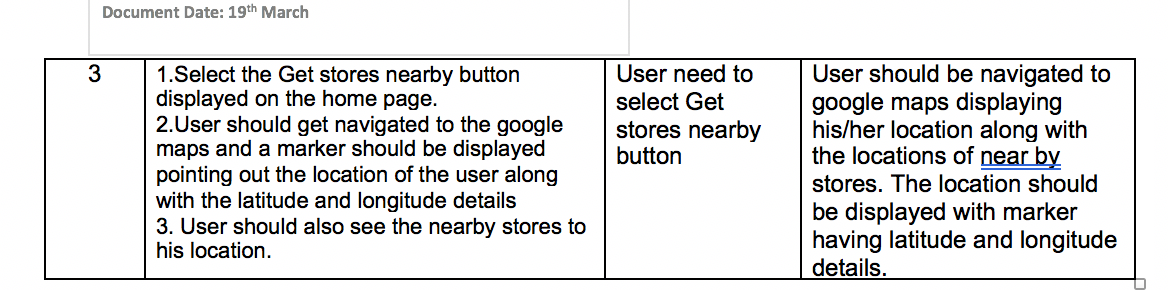 Document Date: 19th March
3
1.Select the Get stores nearby button
displayed on the home page.
2.User should get navigated to the google
maps and a marker should be displayed
pointing out the location of the user along
with the latitude and longitude details
3. User should also see the nearby stores to
his location.
User need to
select Get
stores nearby
button
User should be navigated to
google maps displaying
his/her location along with
the locations of near by
stores. The location should
be displayed with marker
having latitude and longitude
details.